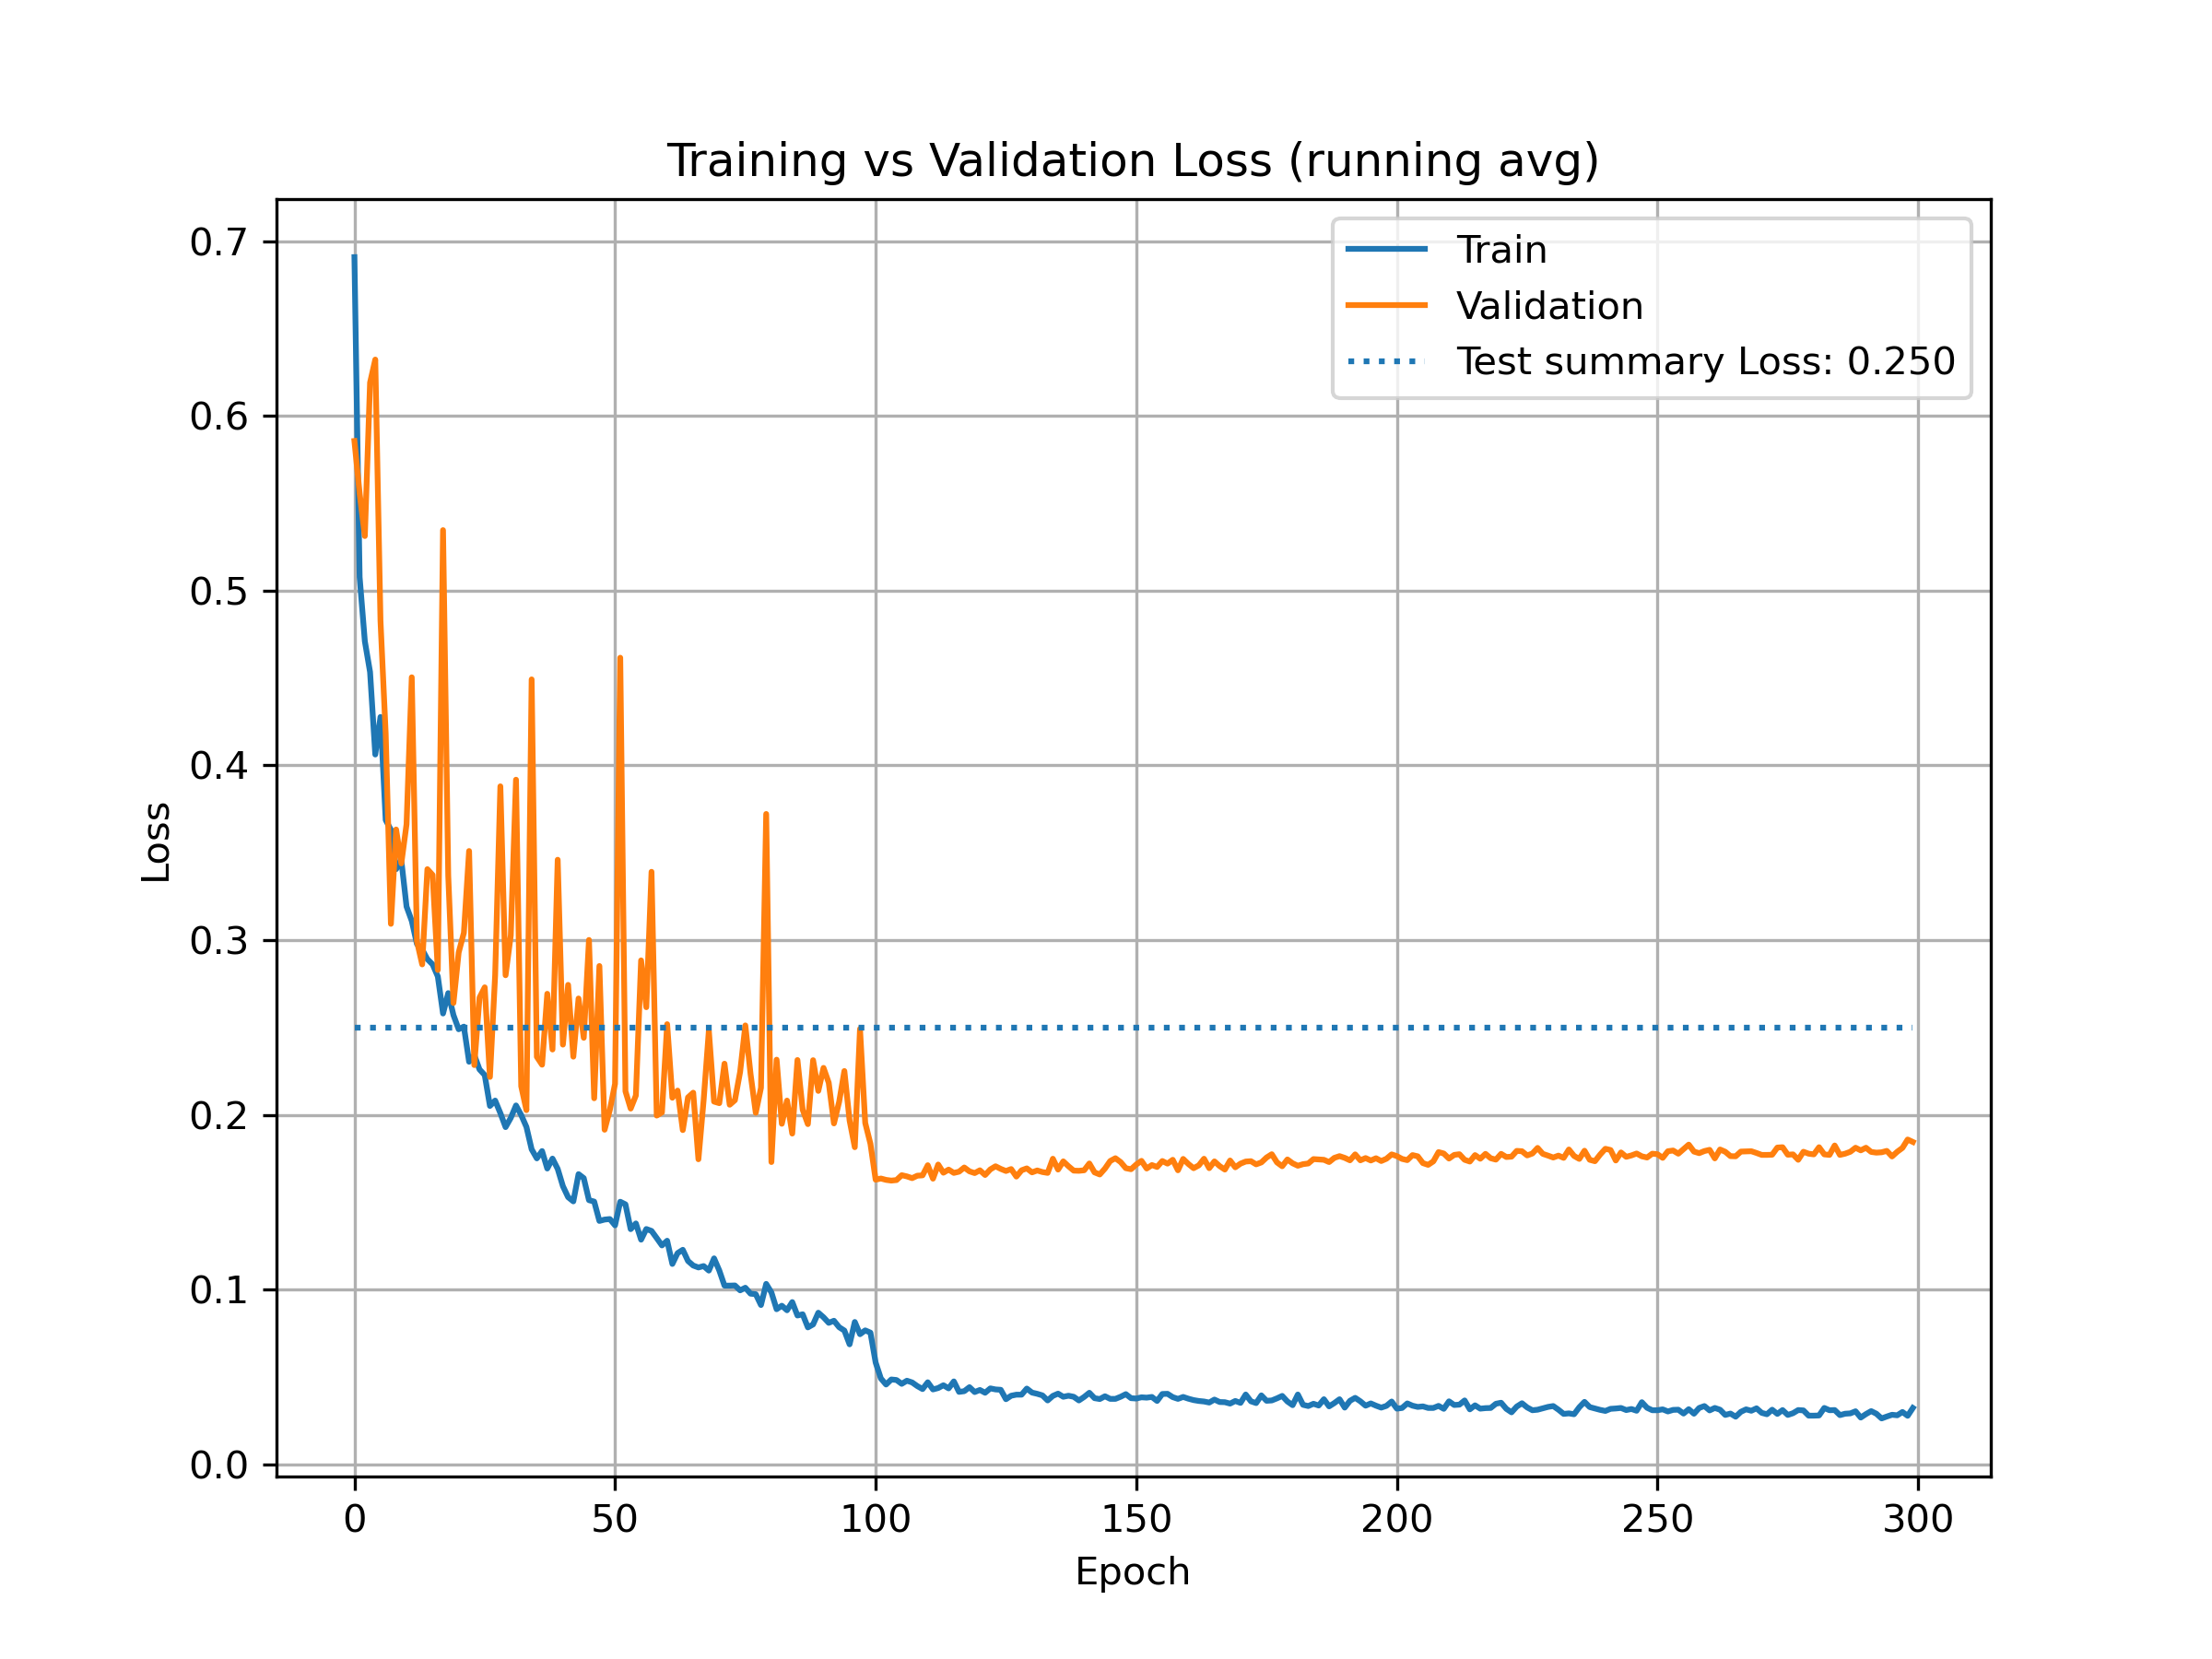 Training vs Validation Loss (running avg)
Train
Validation
Test summary Loss: 0.250
0.7
0.6
0.5
0.4
0.3
0.2
0.1
0.0
Loss
0 50 100 150 200 250 300
Epoch